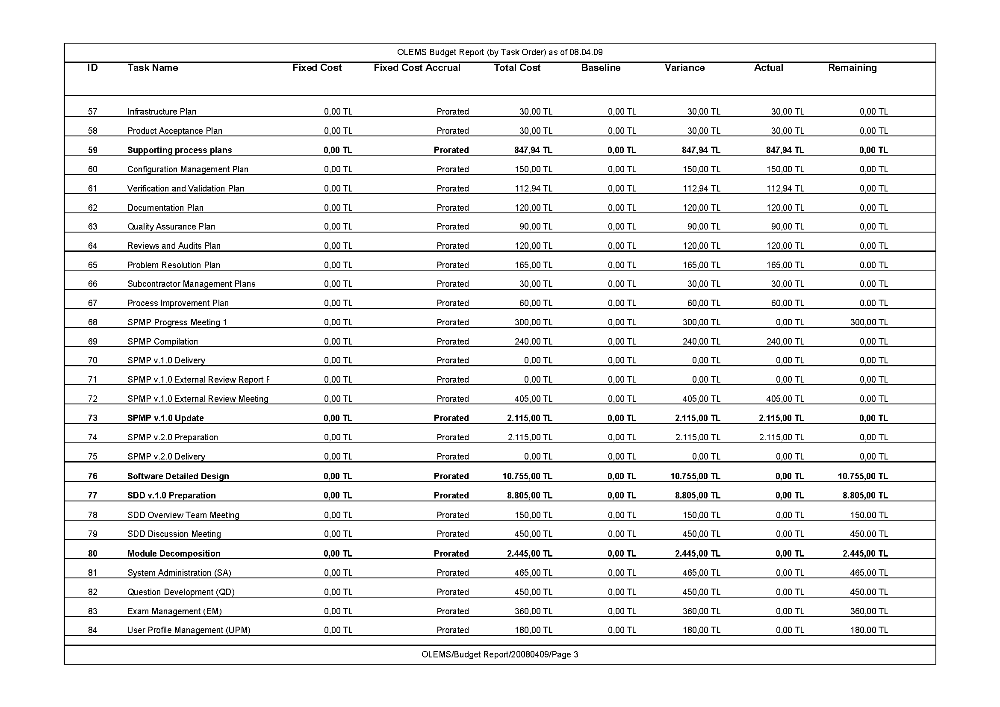 OLEMS Budget Report (by Task Order) as of 08.04.09
ID Task Name Fixed Cost Fixed Cost Accrual Total Cost Baseline Variance Actual Remaining
57 Infrastructure Plan 0,00 TL Prorated 30,00 TL 0,00 TL 30,00 TL 30,00 TL 0,00 TL
58 Product Acceptance Plan 0,00 TL Prorated 30,00 TL 0,00 TL 30,00 TL 30,00 TL 0,00 TL
59 Supporting process plans 0,00 TL Prorated 847,94 TL 0,00 TL 847,94 TL 847,94 TL 0,00 TL
60 Configuration Management Plan 0,00 TL Prorated 150,00 TL 0,00 TL 150,00 TL 150,00 TL 0,00 TL
61 Verification and Validation Plan 0,00 TL Prorated 112,94 TL 0,00 TL 112,94 TL 112,94 TL 0,00 TL
62 Documentation Plan 0,00 TL Prorated 120,00 TL 0,00 TL 120,00 TL 120,00 TL 0,00 TL
63 Quality Assurance Plan 0,00 TL Prorated 90,00 TL 0,00 TL 90,00 TL 90,00 TL 0,00 TL
64 Reviews and Audits Plan 0,00 TL Prorated 120,00 TL 0,00 TL 120,00 TL 120,00 TL 0,00 TL
65 Problem Resolution Plan 0,00 TL Prorated 165,00 TL 0,00 TL 165,00 TL 165,00 TL 0,00 TL
66 Subcontractor Management Plans 0,00 TL Prorated 30,00 TL 0,00 TL 30,00 TL 30,00 TL 0,00 TL
67 Process Improvement Plan 0,00 TL Prorated 60,00 TL 0,00 TL 60,00 TL 60,00 TL 0,00 TL
68 SPMP Progress Meeting 1 0,00 TL Prorated 300,00 TL 0,00 TL 300,00 TL 0,00 TL 300,00 TL
69 SPMP Compilation 0,00 TL Prorated 240,00 TL 0,00 TL 240,00 TL 240,00 TL 0,00 TL
70 SPMP v.1.0 Delivery 0,00 TL Prorated 0,00 TL 0,00 TL 0,00 TL 0,00 TL 0,00 TL
71 SPMP v.1.0 External Review Report F 0,00 TL Prorated 0,00 TL 0,00 TL 0,00 TL 0,00 TL 0,00 TL
72 SPMP v.1.0 External Review Meeting 0,00 TL Prorated 405,00 TL 0,00 TL 405,00 TL 405,00 TL 0,00 TL
73 SPMP v.1.0 Update 0,00 TL Prorated 2.115,00 TL 0,00 TL 2.115,00 TL 2.115,00 TL 0,00 TL
74 SPMP v.2.0 Preparation 0,00 TL Prorated 2.115,00 TL 0,00 TL 2.115,00 TL 2.115,00 TL 0,00 TL
75 SPMP v.2.0 Delivery 0,00 TL Prorated 0,00 TL 0,00 TL 0,00 TL 0,00 TL 0,00 TL
76 Software Detailed Design 0,00 TL Prorated 10.755,00 TL 0,00 TL 10.755,00 TL 0,00 TL 10.755,00 TL
77 SDD v.1.0 Preparation 0,00 TL Prorated 8.805,00 TL 0,00 TL 8.805,00 TL 0,00 TL 8.805,00 TL
78 SDD Overview Team Meeting 0,00 TL Prorated 150,00 TL 0,00 TL 150,00 TL 0,00 TL 150,00 TL
79 SDD Discussion Meeting 0,00 TL Prorated 450,00 TL 0,00 TL 450,00 TL 0,00 TL 450,00 TL
80 Module Decomposition 0,00 TL Prorated 2.445,00 TL 0,00 TL 2.445,00 TL 0,00 TL 2.445,00 TL
81 System Administration (SA) 0,00 TL Prorated 465,00 TL 0,00 TL 465,00 TL 0,00 TL 465,00 TL
82 Question Development (QD) 0,00 TL Prorated 450,00 TL 0,00 TL 450,00 TL 0,00 TL 450,00 TL
83 Exam Management (EM) 0,00 TL Prorated 360,00 TL 0,00 TL 360,00 TL 0,00 TL 360,00 TL
84 User Profile Management (UPM) 0,00 TL Prorated 180,00 TL 0,00 TL 180,00 TL 0,00 TL 180,00 TL
OLEMS/Budget Report/20080409/Page 3